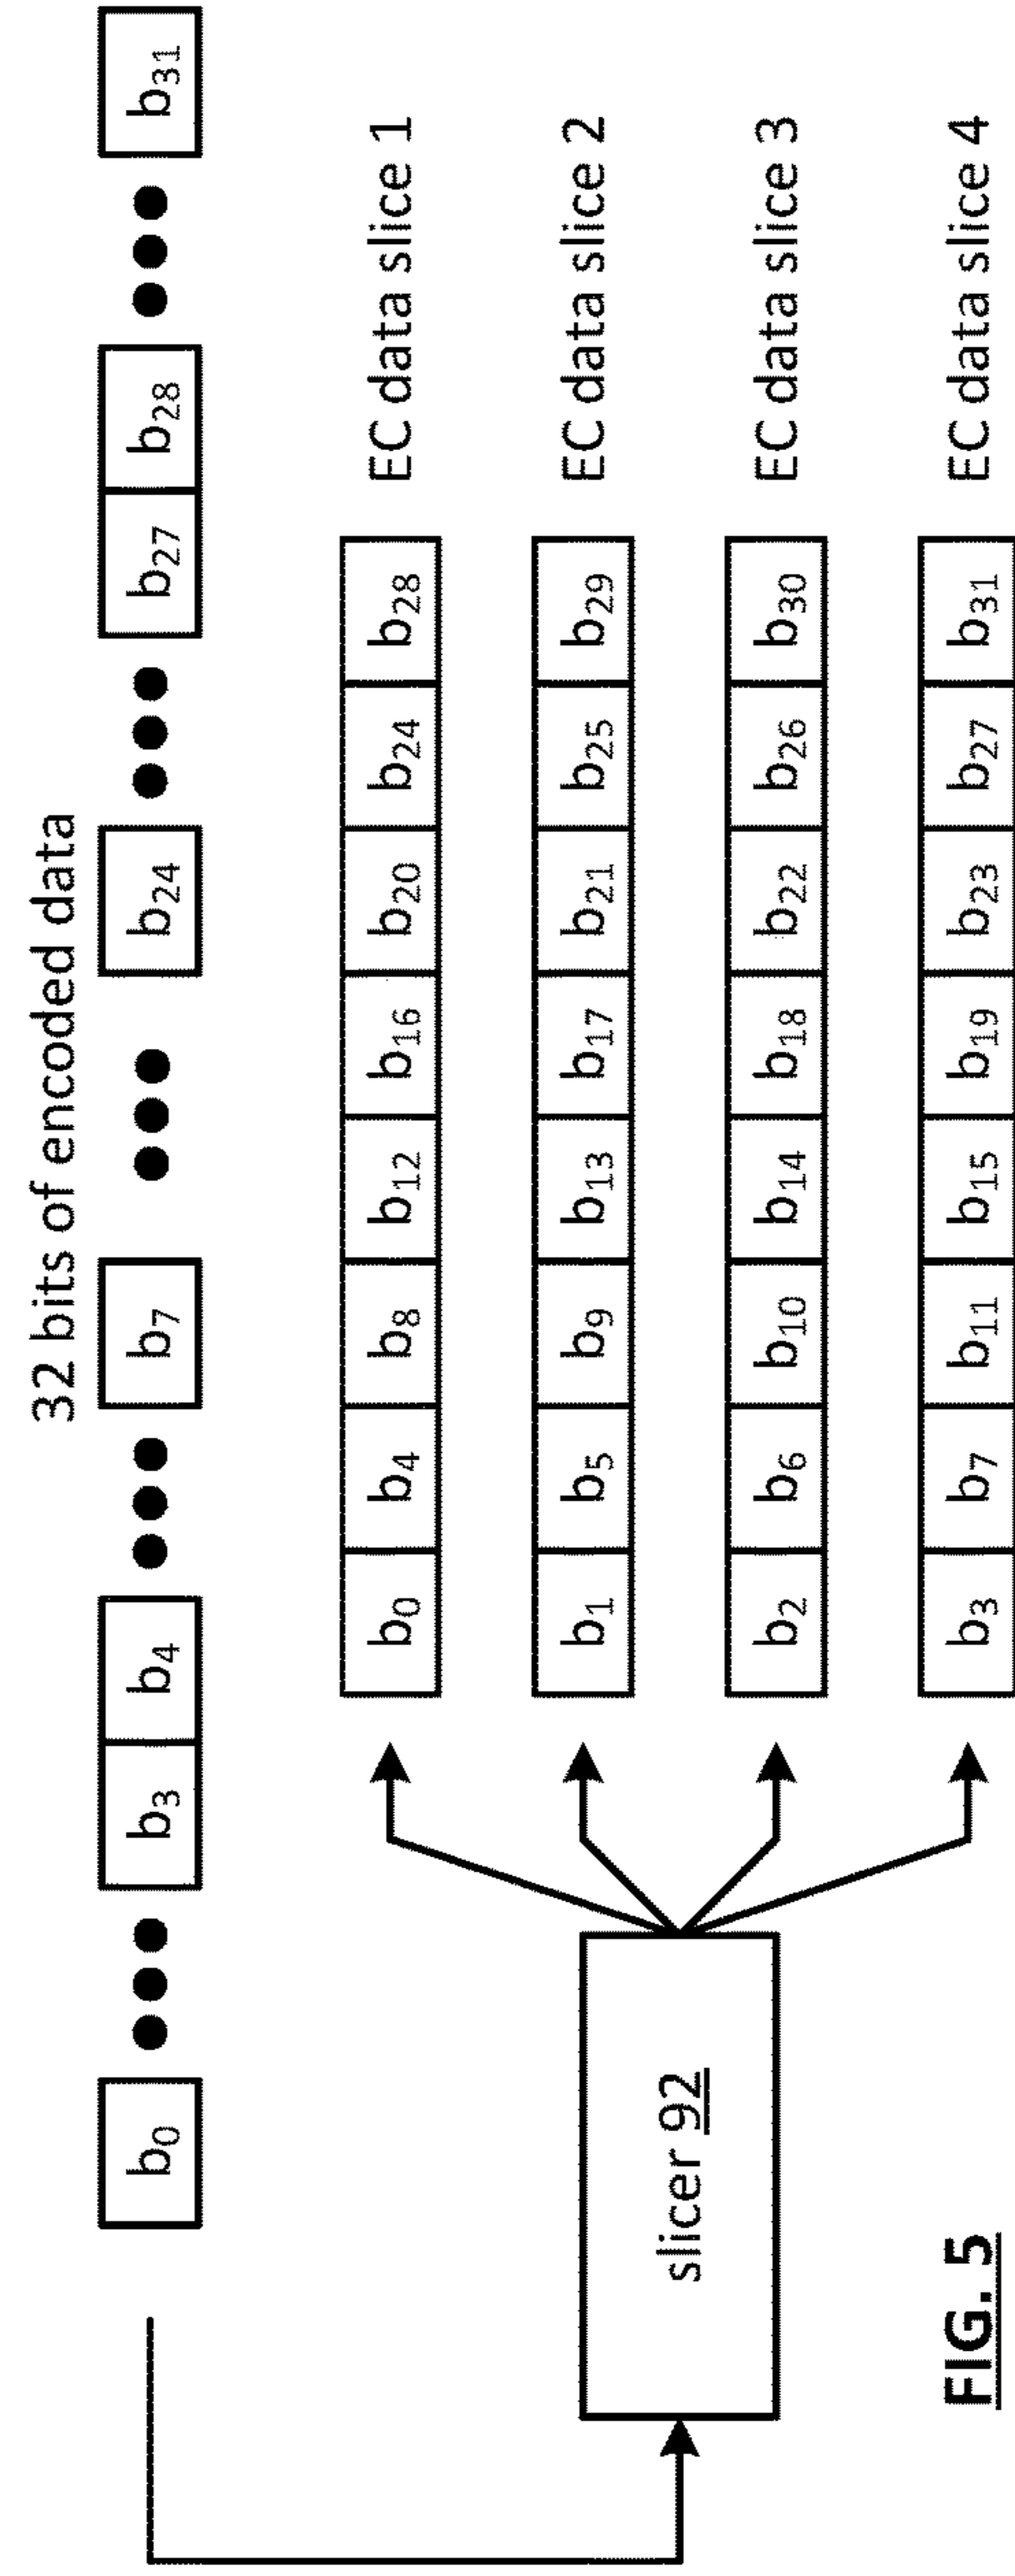 32 bits of encoded data
b0 ●●● b3 b4 ●●● b7 ●●● b24 ●●● b27 b28 ●●● b31
b0 b4 b8 b12 b16 b20 b24 b28 EC data slice 1
b1 b5 b9 b13 b17 b21 b25 b29 EC data slice 2
slicer 92
b2 b6 b10 b14 b18 b22 b26 b30 EC data slice 3
b3 b7 b11 b15 b19 b23 b27 b31 EC data slice 4
FIG. 5